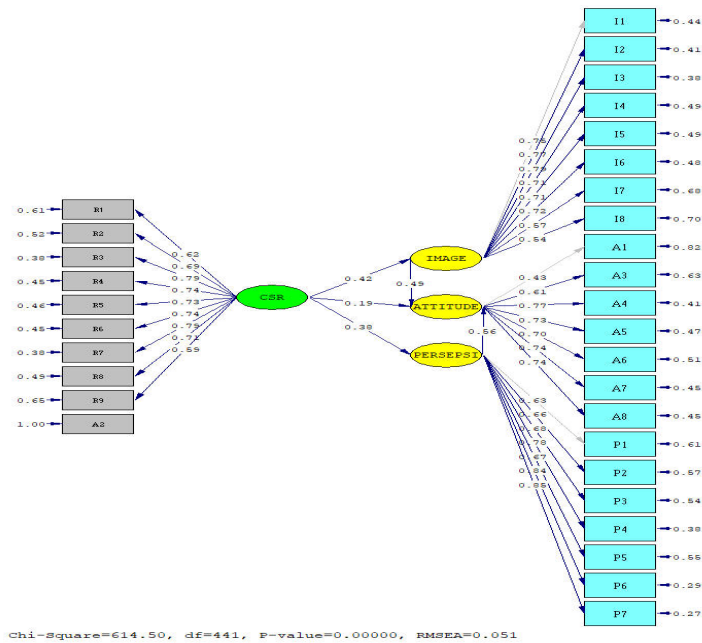 I1 0.44
I2 0.41
I3 0.38
I4 0.49
I5 0.49
I6 0.48
I7 0.68
I8 0.70
A1 0.82
A3 0.63
A4 0.41
A5 0.47
A6 0.51
A7 0.45
A8 0.45
P1 0.61
P2 0.57
P3 0.54
P4 0.38
P5 0.55
P6 0.29
P7 0.27
0.61 R1
0.52 R2
0.38 R3
0.45 R4
0.46 R5
0.45 R6
0.38 R7
0.49 R8
0.65 R9
1.00 A2
0.62
0.69
0.79
0.74
0.73
0.74
0.79
0.71
0.59
CSR
0.42
0.19
0.38
IMAGE
0.49
ATTITUDE
0.56
PERSEPSI
0.75
0.77
0.79
0.71
0.71
0.72
0.57
0.54
0.43
0.61
0.77
0.73
0.70
0.74
0.74
0.63
0.66
0.68
0.78
0.67
0.84
0.85
Chi-Square=614.50, df=441, P-value=0.00000, RMSEA=0.051